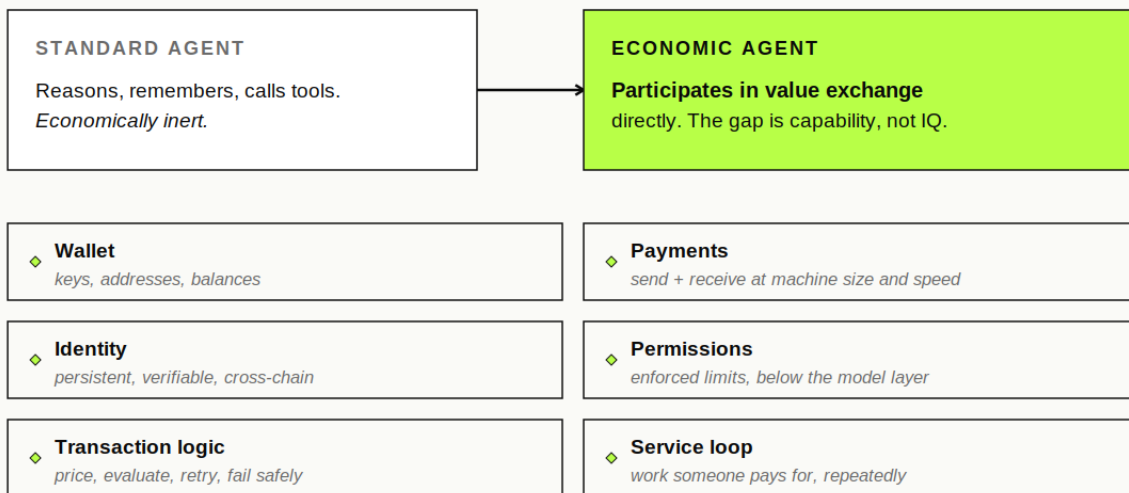 STANDARD AGENT
Reasons, remembers, calls tools.
Economically inert.
ECONOMIC AGENT
Participates in value exchange
directly. The gap is capability, not IQ.
Wallet
keys, addresses, balances
Payments
send + receive at machine size and speed
Identity
persistent, verifiable, cross-chain
Permissions
enforced limits, below the model layer
Transaction logic
price, evaluate, retry, fail safely
Service loop
work someone pays for, repeatedly